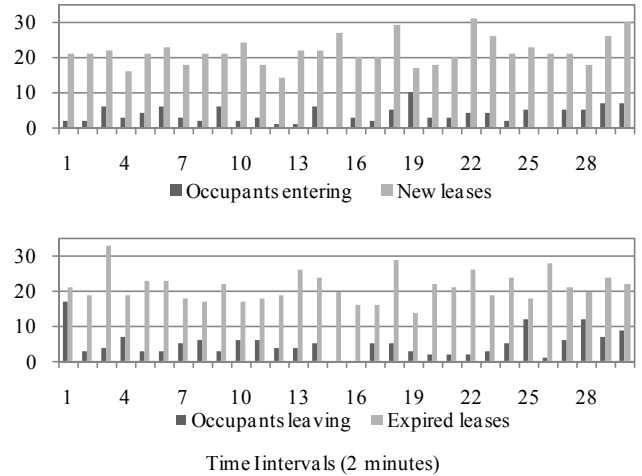 30
20
10
0
1 4 7 10 13 16 19 22 25 28
Occupants entering New leases
30
20
10
0
1 4 7 10 13 16 19 22 25 28
Occupants leaving Expired leases
Time Iintervals (2 minutes)